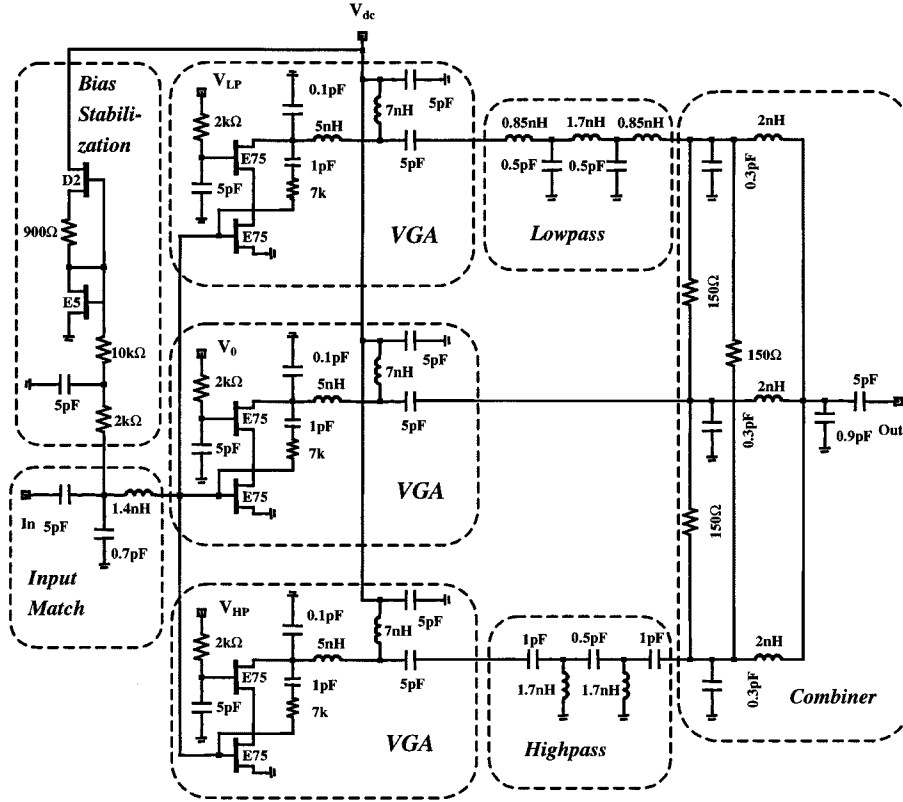 Vdc
Bias
Stabili-
zation
D2
900Ω
E5
10kΩ
5pF
2kΩ
VLP
2kΩ
5pF
E75
E75
0.1pF
5nH
1pF
7k
7nH
5pF
5pF
VGA
0.85nH
1.7nH
0.85nH
0.5pF
0.5pF
Lowpass
2nH
0.3pF
150Ω
150Ω
V0
2kΩ
5pF
E75
E75
0.1pF
5nH
1pF
7k
7nH
5pF
5pF
VGA
2nH
0.3pF
5pF
0.9pF
Out
150Ω
In
5pF
1.4nH
0.7pF
Input
Match
VHP
2kΩ
5pF
E75
E75
0.1pF
5nH
1pF
7k
7nH
5pF
5pF
VGA
1pF
0.5pF
1pF
1.7nH
1.7nH
Highpass
2nH
0.3pF
Combiner